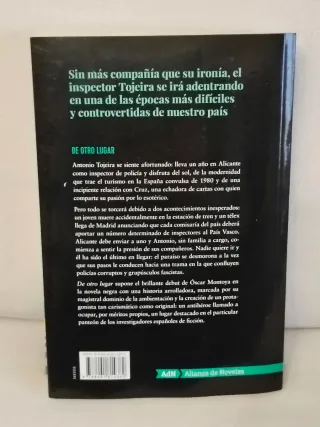 Sin más compañía que su ironía, el
inspector Tojeira se irá adentrando
en una de las épocas más difíciles
y controvertidas de nuestro país
DE OTRO LUGAR
Antonio Tojeira se siente afortunado: lleva un año en Alicante
como inspector de policía y disfruta del sol, de la modernidad
que trae el turismo en la España convulsa de 1980 y de una
incipiente relación con Cruz, una echadora de cartas con quien
comparte su pasión por lo esotérico.
Pero todo se torcerá debido a dos acontecimientos inesperados:
un joven muere accidentalmente en la estación de tren y un télex
llega de Madrid anunciando que cada comisaría del país deberá
aportar un número determinado de inspectores al País Vasco.
Alicante debe enviar a uno y Antonio, sin familia a cargo, co-
mienza a sentir la presión de sus compañeros. Nadie quiere ir y
él ha sido el último en llegar: el paraíso se desmorona a la vez
que sus pasos le conducen hacia una trama en la que confluyen
policías corruptos y grupúsculos fascistas.
De otro lugar supone el brillante debut de Óscar Montoya en
la novela negra con una historia arrolladora, marcada por su
magistral dominio de la ambientación y la creación de un prota-
gonista tan carismático como original: un antihéroe llamado a
ocupar, por méritos propios, un lugar destacado en el particular
panteón de los investigadores españoles de ficción.
AdN Alianza de Novelas